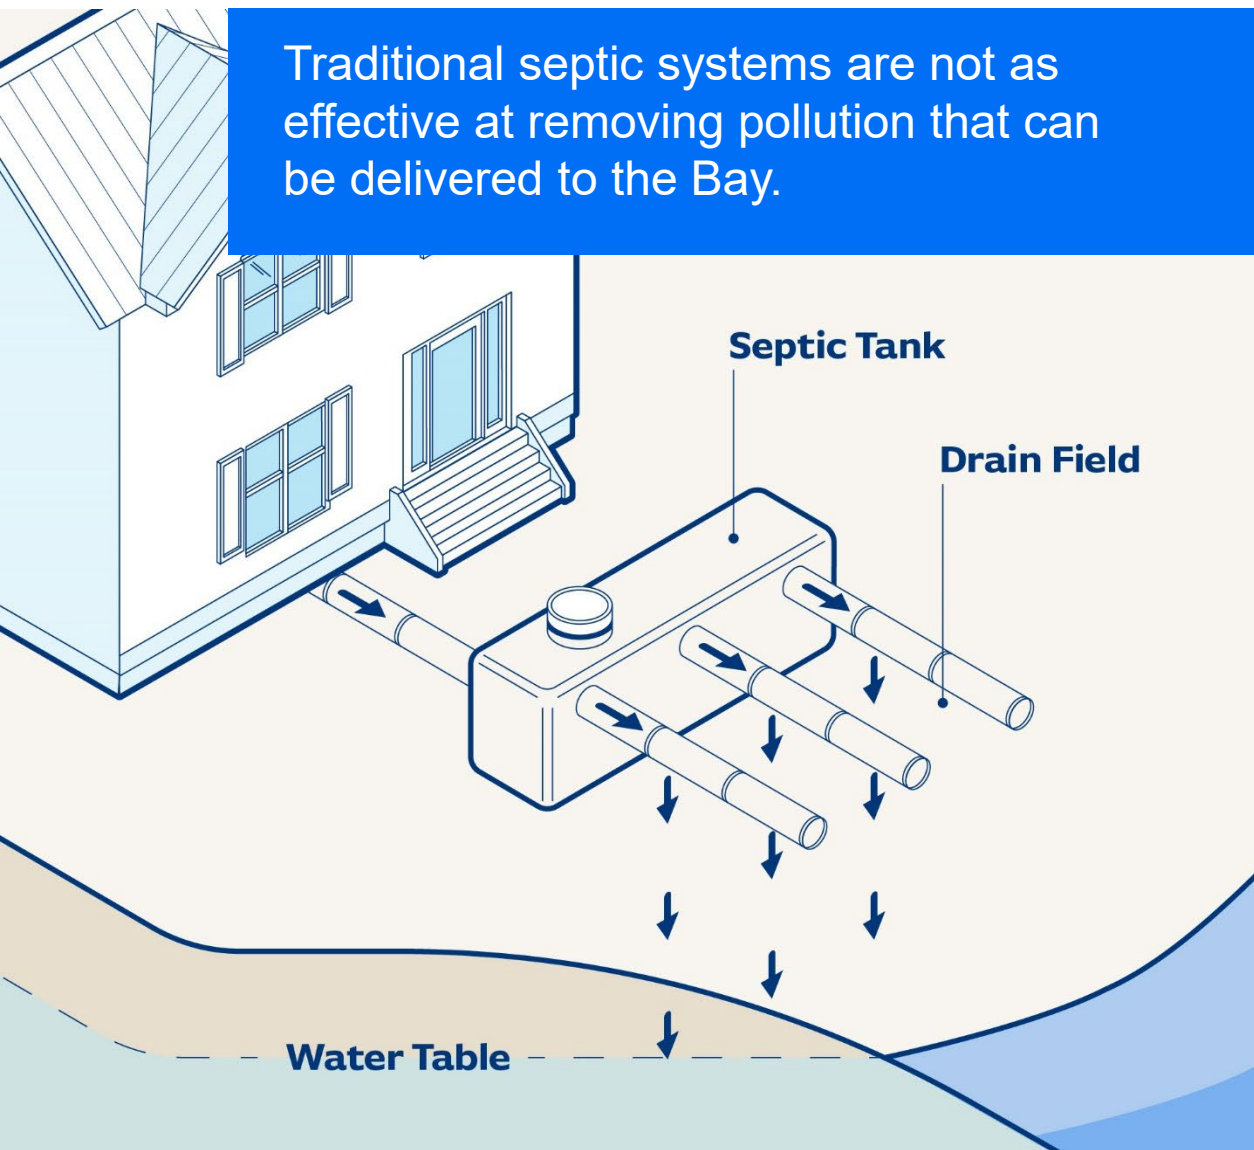 Traditional septic systems are not as
effective at removing pollution that can
be delivered to the Bay.
Septic Tank
Drain Field
Water Table